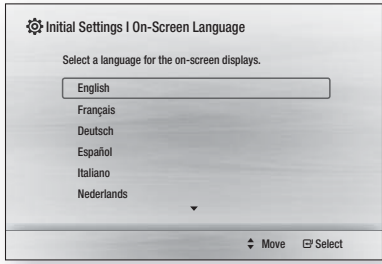 Initial Settings I On-Screen Language
Select a language for the on-screen displays.
English
Français
Deutsch
Español
Italiano
Nederlands
Move Select